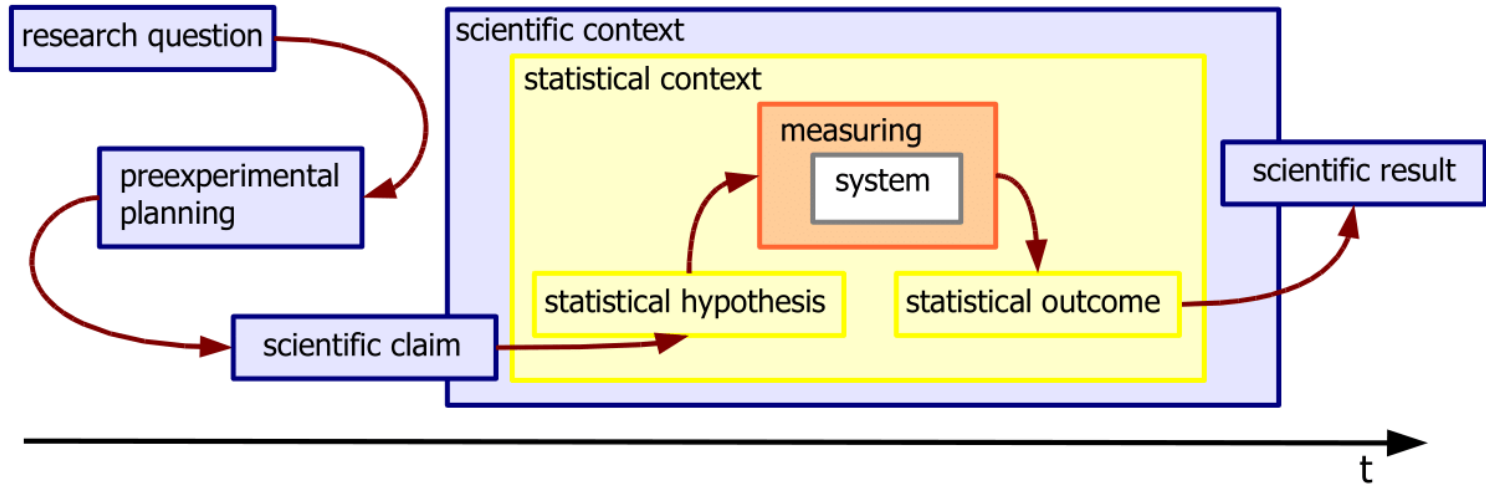 research question
scientific context
statistical context
measuring
system
preexperimental
planning
scientific result
statistical hypothesis
statistical outcome
scientific claim
t